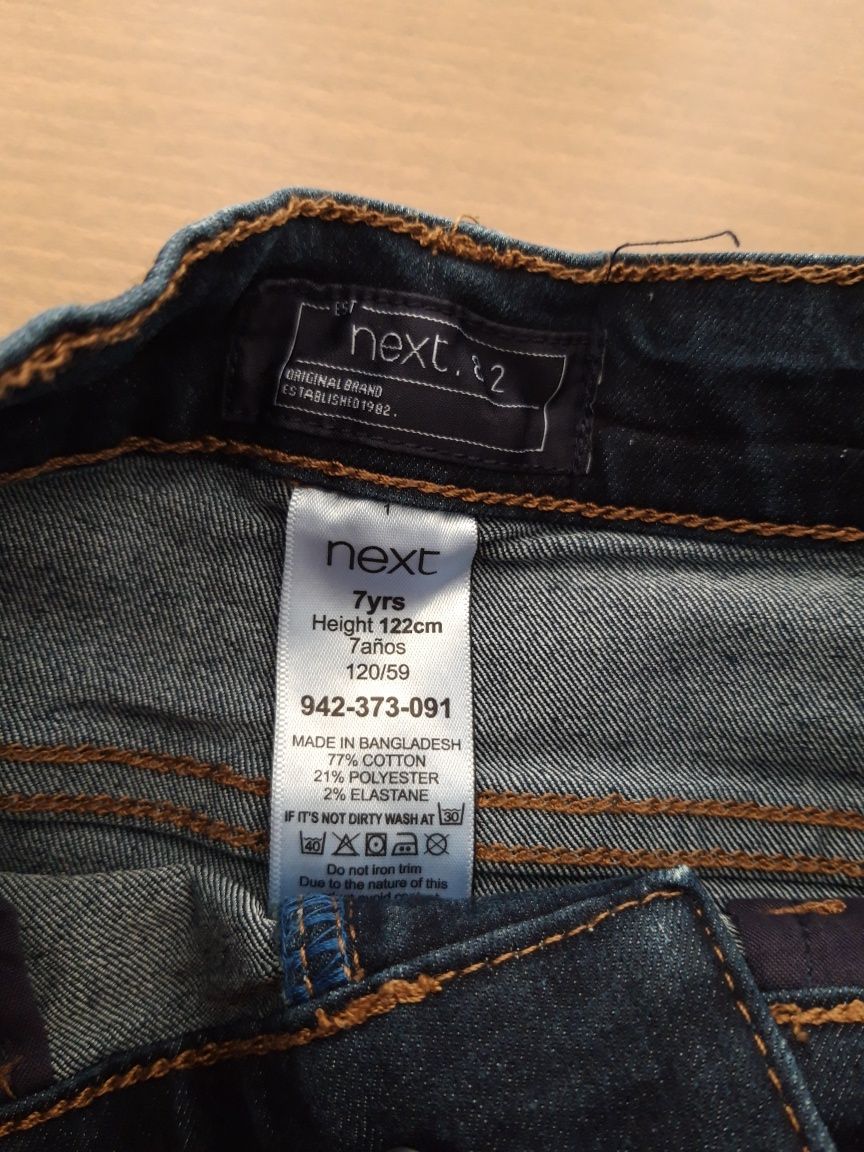 EST
next. 82
ORIGINAL BRAND
ESTABLISHED 1982.
next
7yrs
Height 122cm
7años
120/59
942-373-091
MADE IN BANGLADESH
77% COTTON
21% POLYESTER
2% ELASTANE
IF IT'S NOT DIRTY WASH AT 30
40
Do not iron trim
Due to the nature of this
avoid